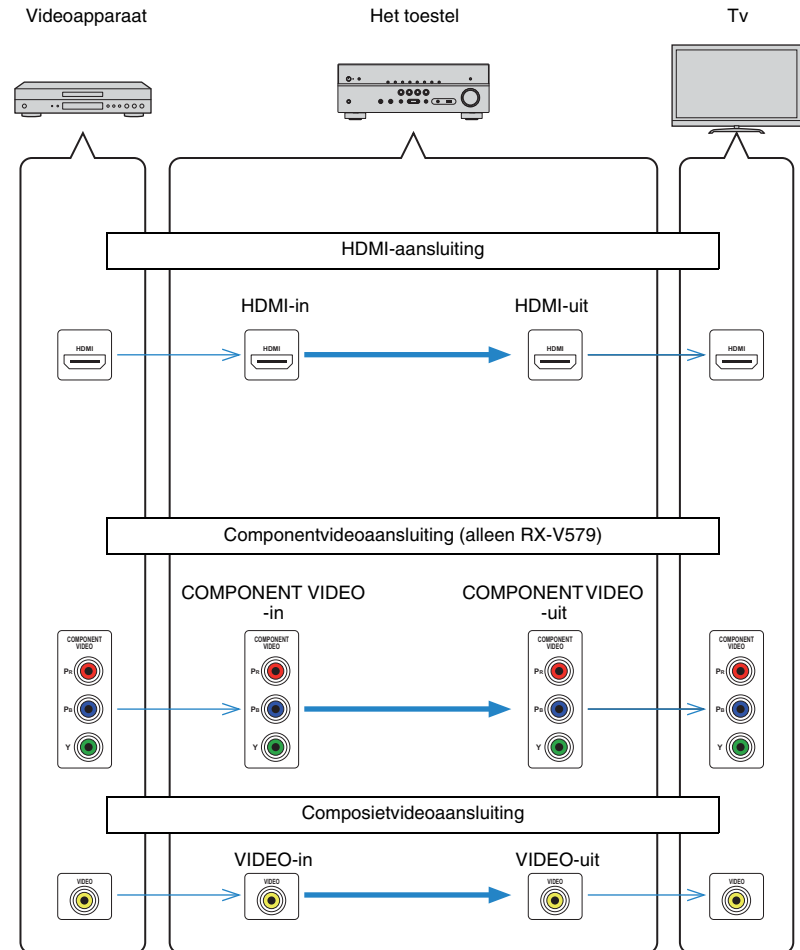 Videoapparaat
Het toestel
Tv
HDMI-aansluiting
HDMI-in
HDMI-uit
HDMI
HDMI
HDMI
HDMI
Componentvideoaansluiting (alleen RX-V579)
COMPONENT VIDEO
-in
COMPONENT VIDEO
-uit
COMPONENT
VIDEO
PR
PB
Y
COMPONENT
VIDEO
PR
PB
Y
COMPONENT
VIDEO
PR
PB
Y
COMPONENT
VIDEO
PR
PB
Y
Composietvideoaansluiting
VIDEO-in
VIDEO-uit
VIDEO
VIDEO
VIDEO
VIDEO